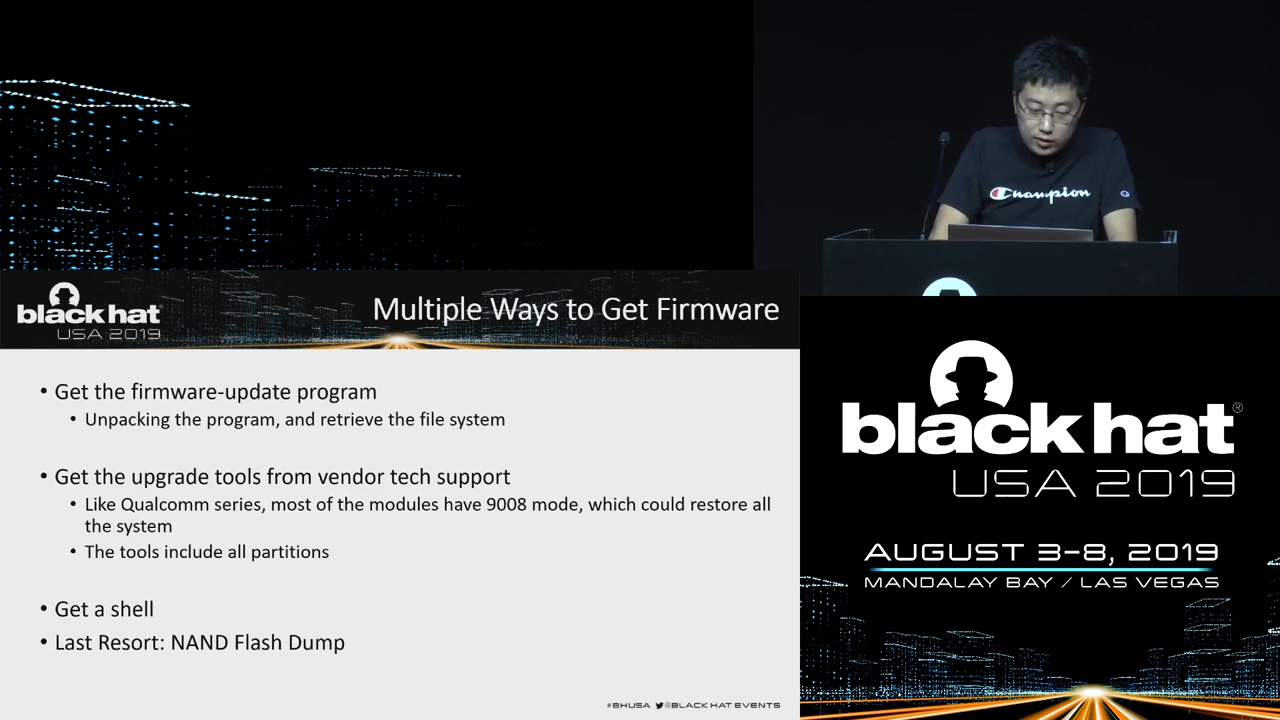 Champion
black hat
USA 2019
Multiple Ways to Get Firmware
• Get the firmware-update program
• Unpacking the program, and retrieve the file system
• Get the upgrade tools from vendor tech support
• Like Qualcomm series, most of the modules have 9008 mode, which could restore all
the system
• The tools include all partitions
• Get a shell
• Last Resort: NAND Flash Dump
#BHUSA @BLACK HAT EVENTS
black hat®
USA 2019
AUGUST 3-8, 2019
MANDALAY BAY / LAS VEGAS